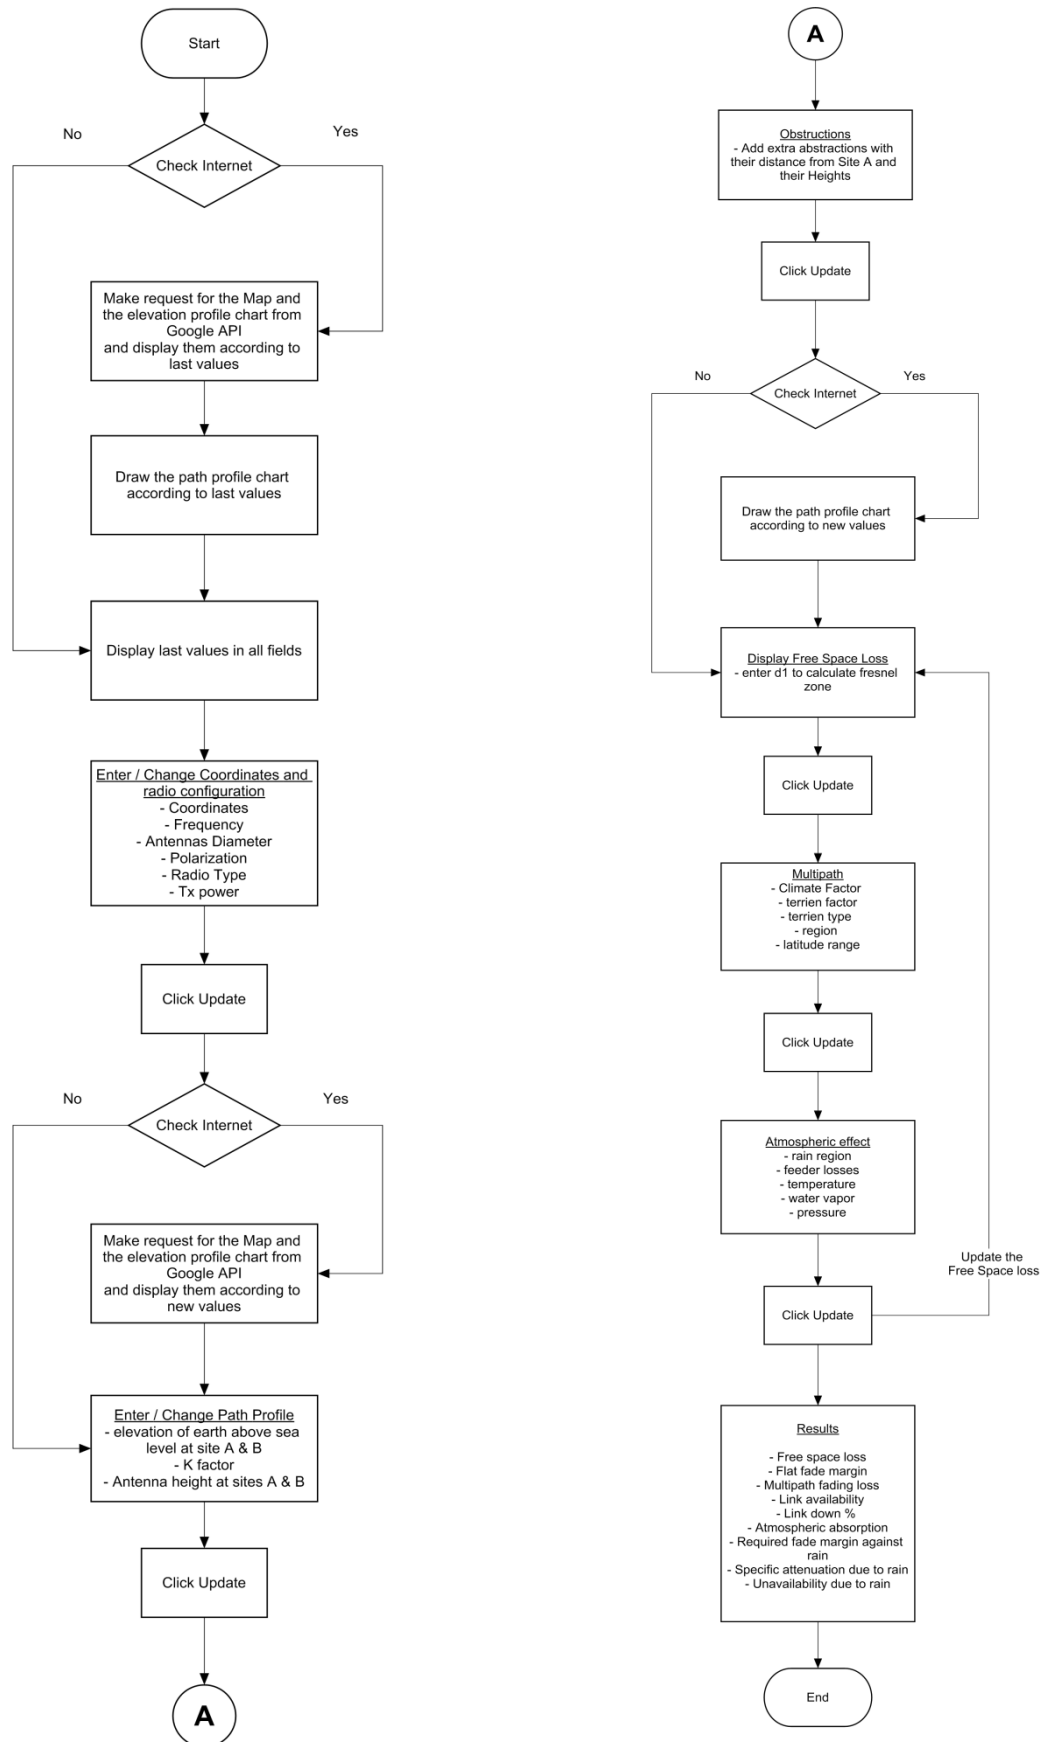 Start
No
Yes
Check Internet
Make request for the Map and
the elevation profile chart from
Google API
and display them according to
last values
Draw the path profile chart
according to last values
Display last values in all fields
Enter / Change Coordinates and
radio configuration
- Coordinates
- Frequency
- Antennas Diameter
- Polarization
- Radio Type
- Tx power
Click Update
No
Yes
Check Internet
Make request for the Map and
the elevation profile chart from
Google API
and display them according to
new values
Enter / Change Path Profile
- elevation of earth above sea
level at site A & B
- K factor
- Antenna height at sites A & B
Click Update
A
A
Obstructions
- Add extra abstractions with
their distance from Site A and
their Heights
Click Update
No
Yes
Check Internet
Draw the path profile chart
according to new values
Display Free Space Loss
- enter d1 to calculate fresnel
zone
Click Update
Multipath
- Climate Factor
- terrien factor
- terrien type
- region
- latitude range
Click Update
Atmospheric effect
- rain region
- feeder losses
- temperature
- water vapor
- pressure
Update the
Free Space loss
Click Update
Results
- Free space loss
- Flat fade margin
- Multipath fading loss
- Link availability
- Link down %
- Atmospheric absorption
- Required fade margin against
rain
- Specific attenuation due to rain
- Unavailability due to rain
End